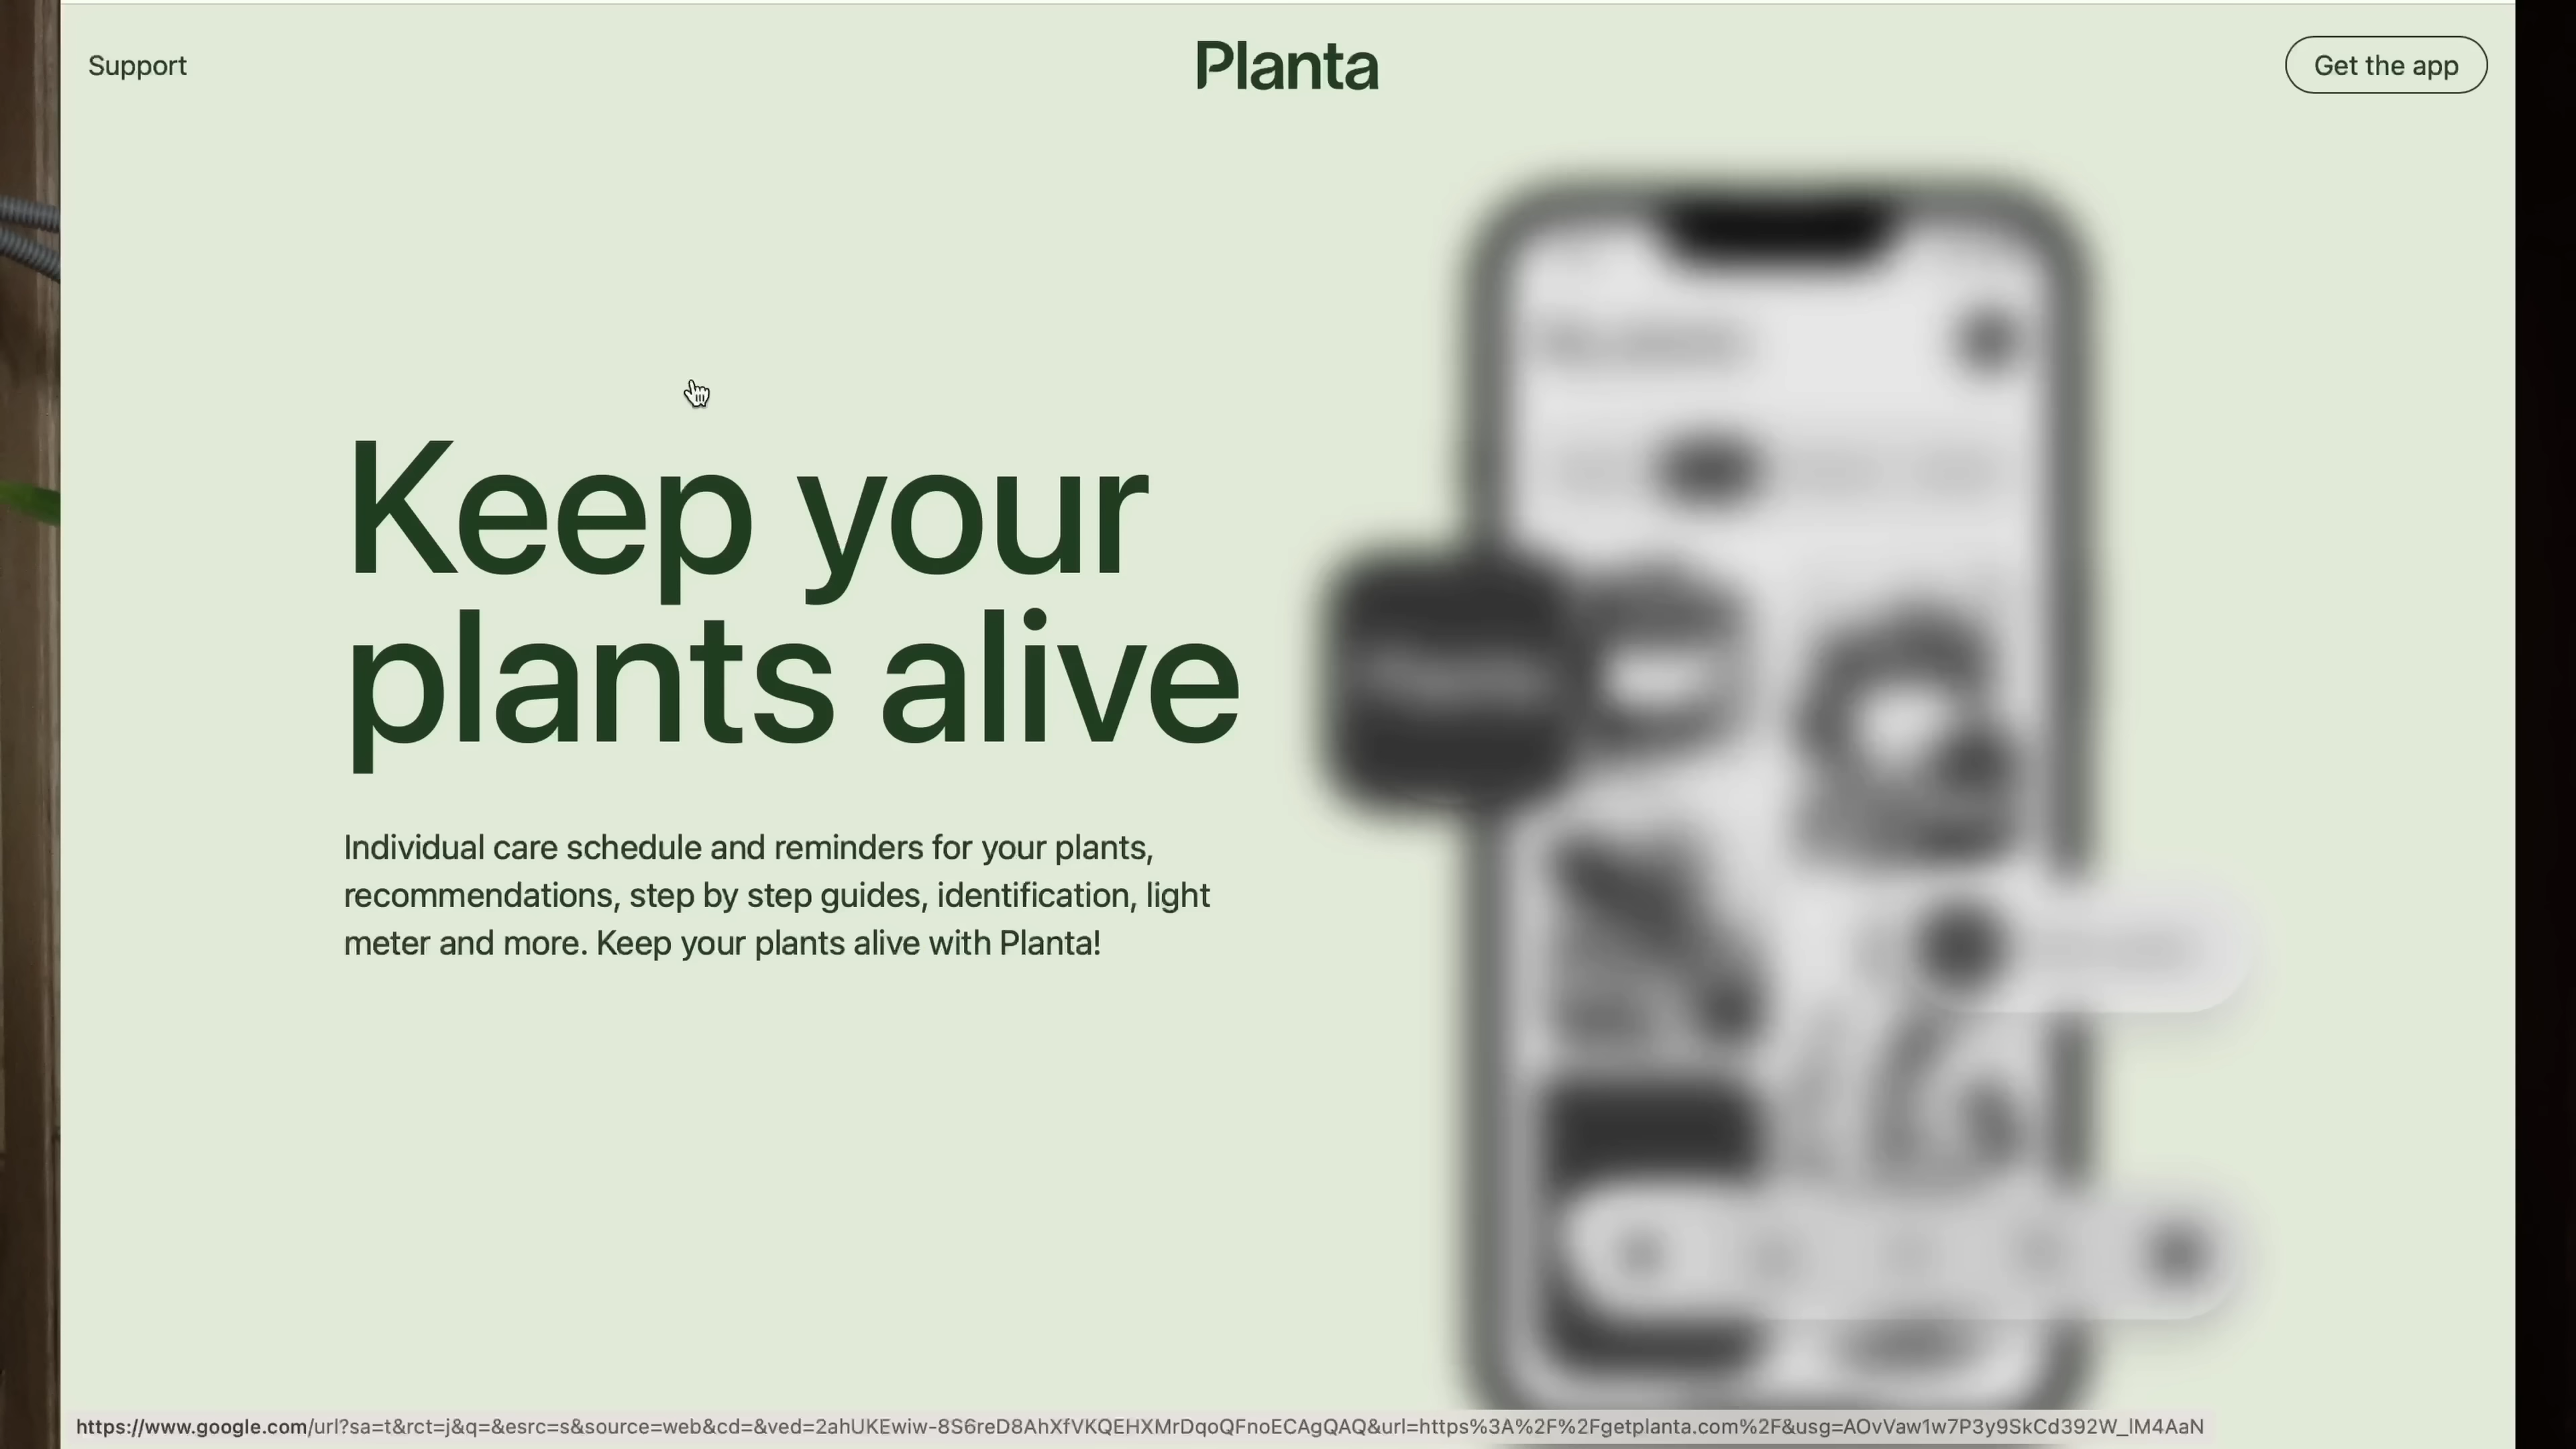 Support
Planta
Get the app
Keep your
plants alive
Individual care schedule and reminders for your plants,
recommendations, step by step guides, identification, light
meter and more. Keep your plants alive with Planta!
https://www.google.com/url?sa=t&rct=j&q=&esrc=s&source=web&cd=&ved=2ahUKEwiw-8S6reD8AhXfVKQEHXMrDqoQFnoECAgQAQ&url=https%3A%2F%2Fgetplanta.com%2F&usg=AOvVaw1w7P3y9SkCd392W_lM4AaN